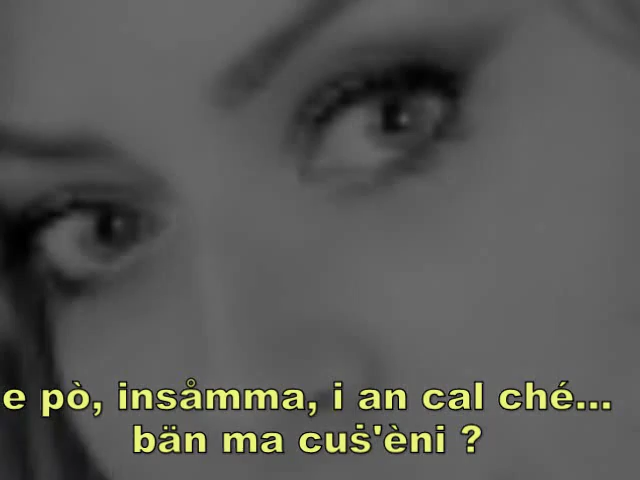 e pò, insåmma, i an cal ché...
bän ma cuṡ'èni ?